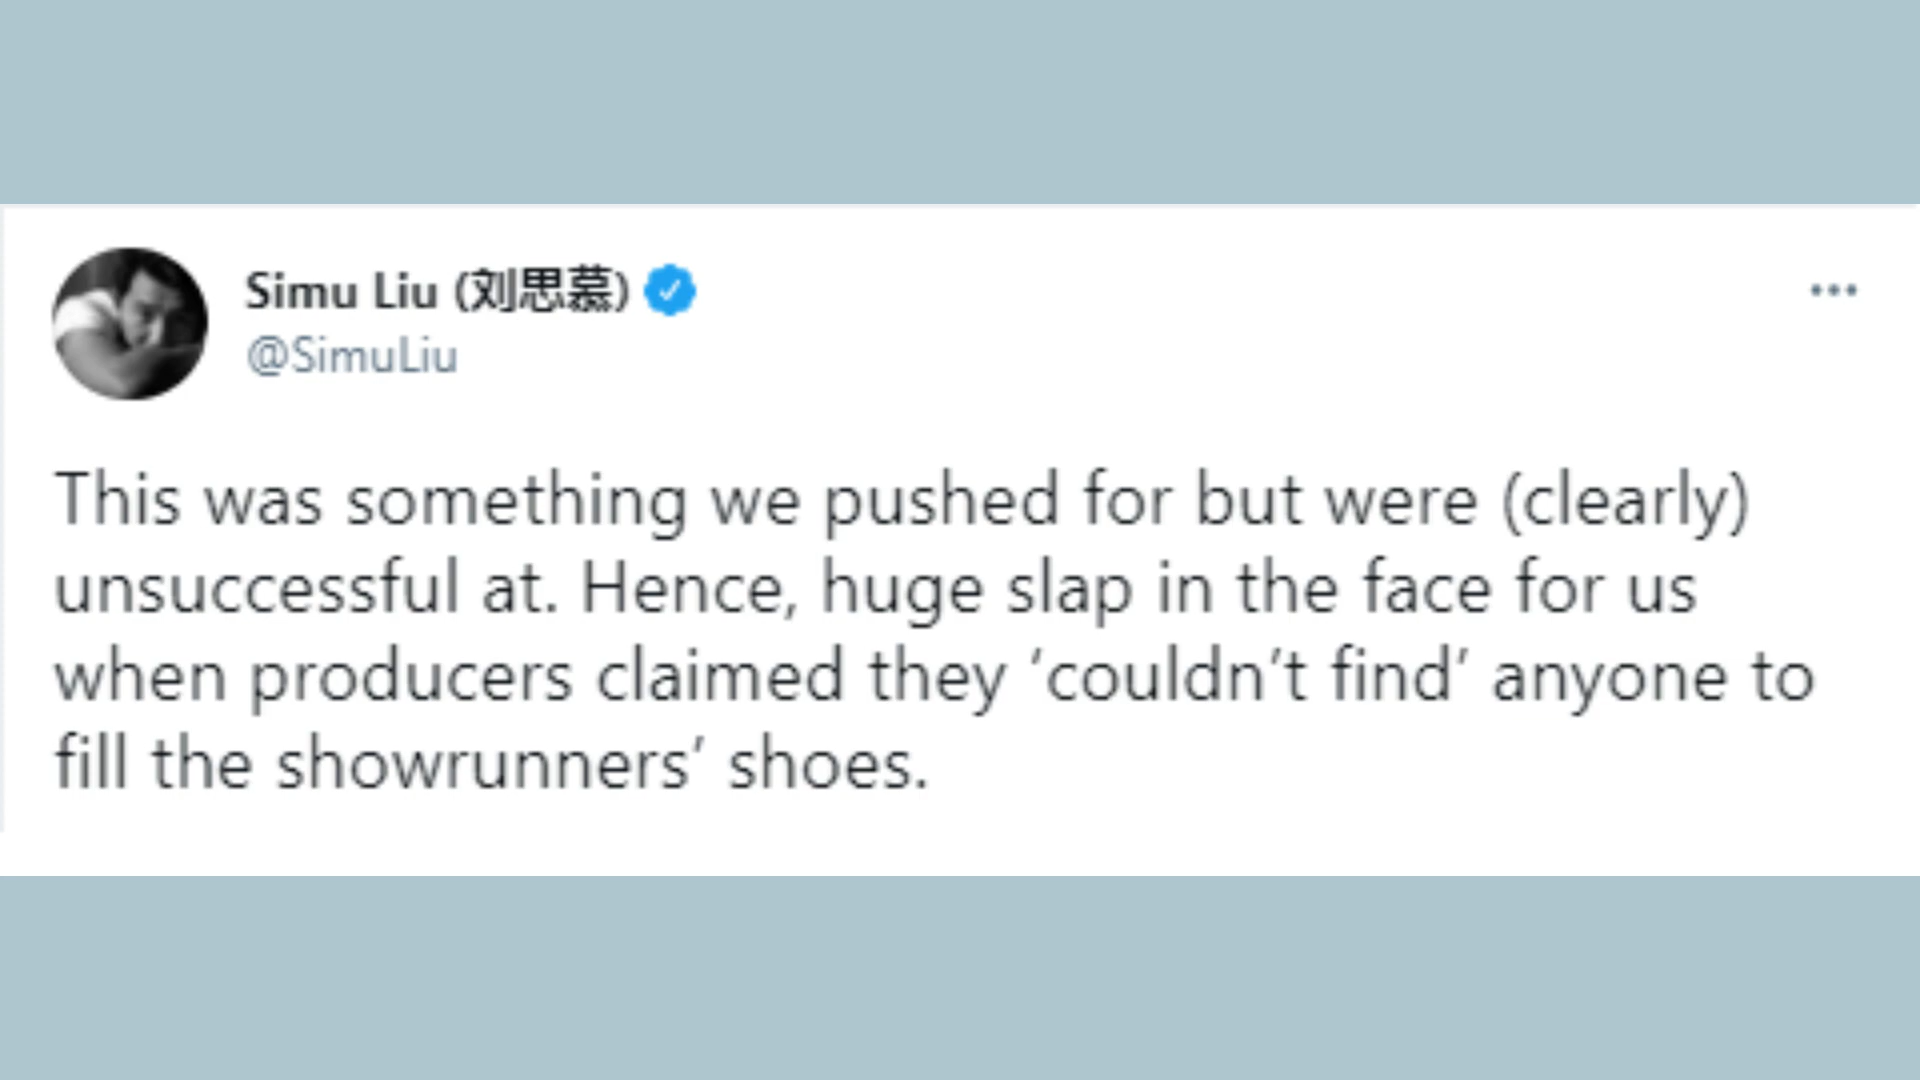 Simu Liu (刘思慕)
@SimuLiu
This was something we pushed for but were (clearly)
unsuccessful at. Hence, huge slap in the face for us
when producers claimed they ‘couldn’t find’ anyone to
fill the showrunners’ shoes.